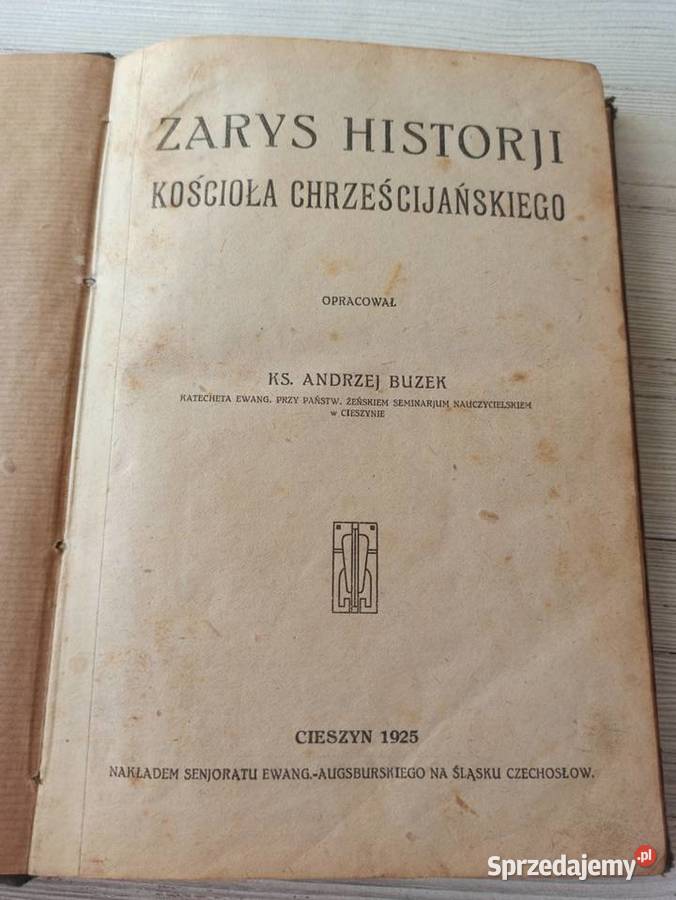 ZARYS HISTORJI
KOŚCIOŁA CHRZEŚCIJAŃSKIEGO
OPRACOWAŁ
KS. ANDRZEJ BUZEK
KATECHETA EWANG. PRZY PAŃSTW. ŻEŃSKIEM SEMINARJUM NAUCZYCIELSKIEM
w CIESZYNIE
CIESZYN 1925
NAKŁADEM SENJORATU EWANG.-AUGSBURSKIEGO NA ŚLĄSKU CZECHOSŁOW.
Sprzedajemy.pl